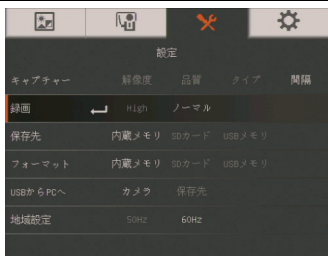 設定
キャプチャー 解像度 品質 タイプ 間隔
録画 High ノーマル
保存先 内蔵メモリ SDカード USBメモリ
フォーマット 内蔵メモリ SDカード USBメモリ
USBからPCへ カメラ 保存先
地域設定 50Hz 60Hz